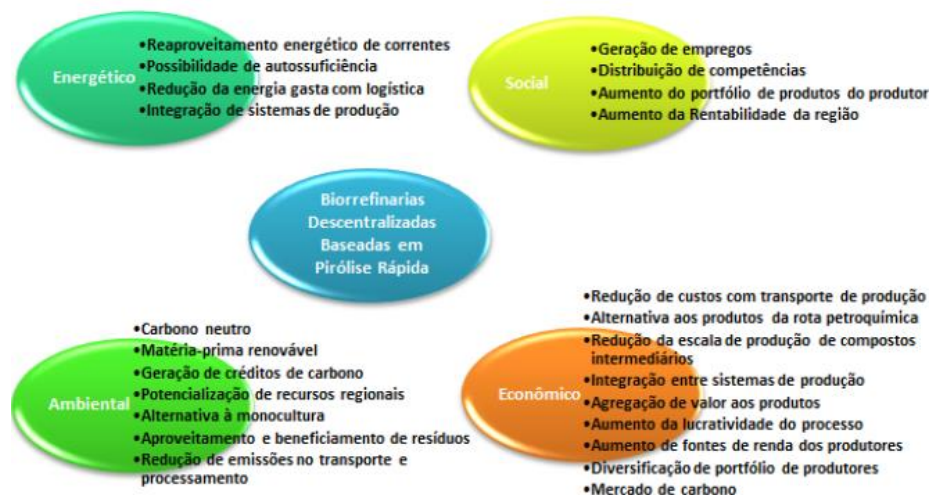 Energético
•Reaproveitamento energético de correntes
•Possibilidade de autossuficiência
•Redução da energia gasta com logística
•Integração de sistemas de produção
Social
•Geração de empregos
•Distribuição de competências
•Aumento do portfólio de produtos do produtor
•Aumento da Rentabilidade da região
Biorrefinarias
Descentralizadas
Baseadas em
Pirólise Rápida
Ambiental
•Carbono neutro
•Matéria-prima renovável
•Geração de créditos de carbono
•Potencialização de recursos regionais
•Alternativa à monocultura
•Aproveitamento e beneficiamento de resíduos
•Redução de emissões no transporte e
processamento
Econômico
•Redução de custos com transporte de produção
•Alternativa aos produtos da rota petroquímica
•Redução da escala de produção de compostos
intermediários
•Integração entre sistemas de produção
•Agregação de valor aos produtos
•Aumento da lucratividade do processo
•Aumento de fontes de renda dos produtores
•Diversificação de portfólio de produtores
•Mercado de carbono